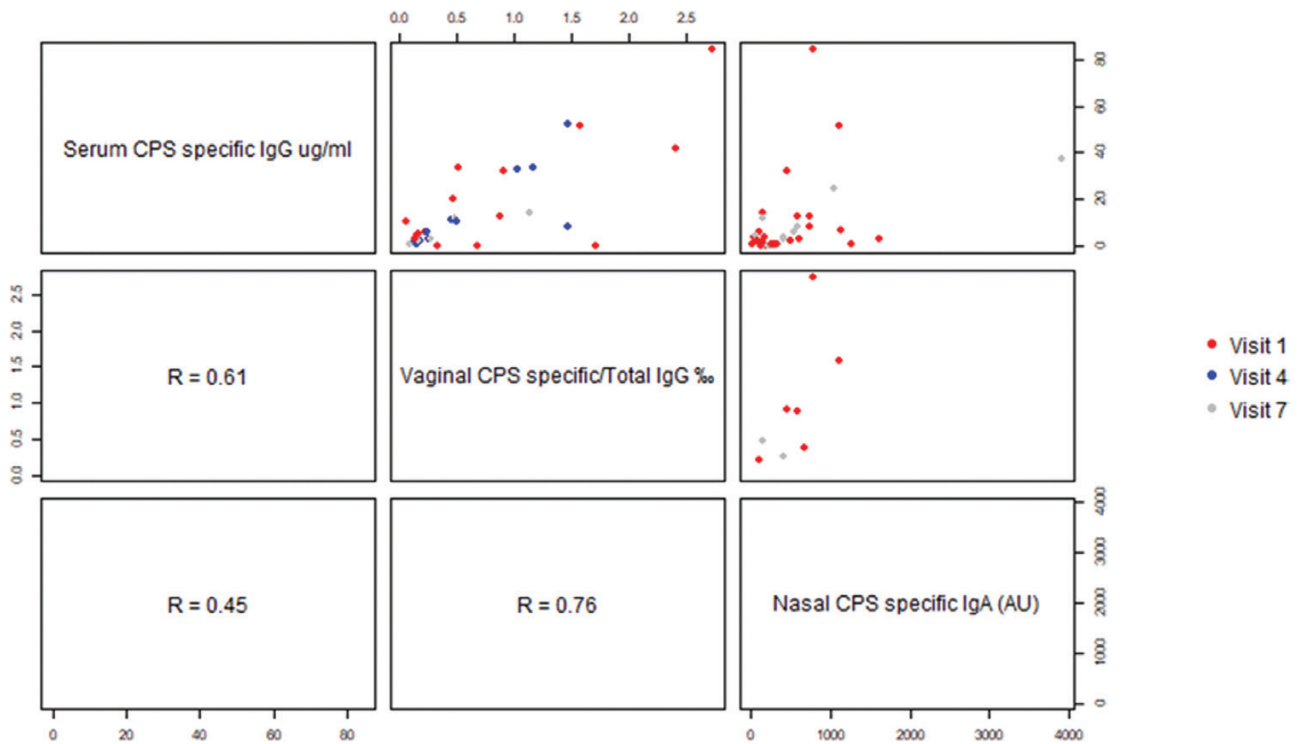 0.0 0.5 1.0 1.5 2.0 2.5
Serum CPS specific IgG ug/ml
0 20 40 60 80
0.0 0.5 1.0 1.5 2.0 2.5
R = 0.61
Vaginal CPS specific/Total IgG ‰
Visit 1
Visit 4
Visit 7
R = 0.45
R = 0.76
Nasal CPS specific IgA (AU)
0 1000 2000 3000 4000
0 20 40 60 80
0 1000 2000 3000 4000